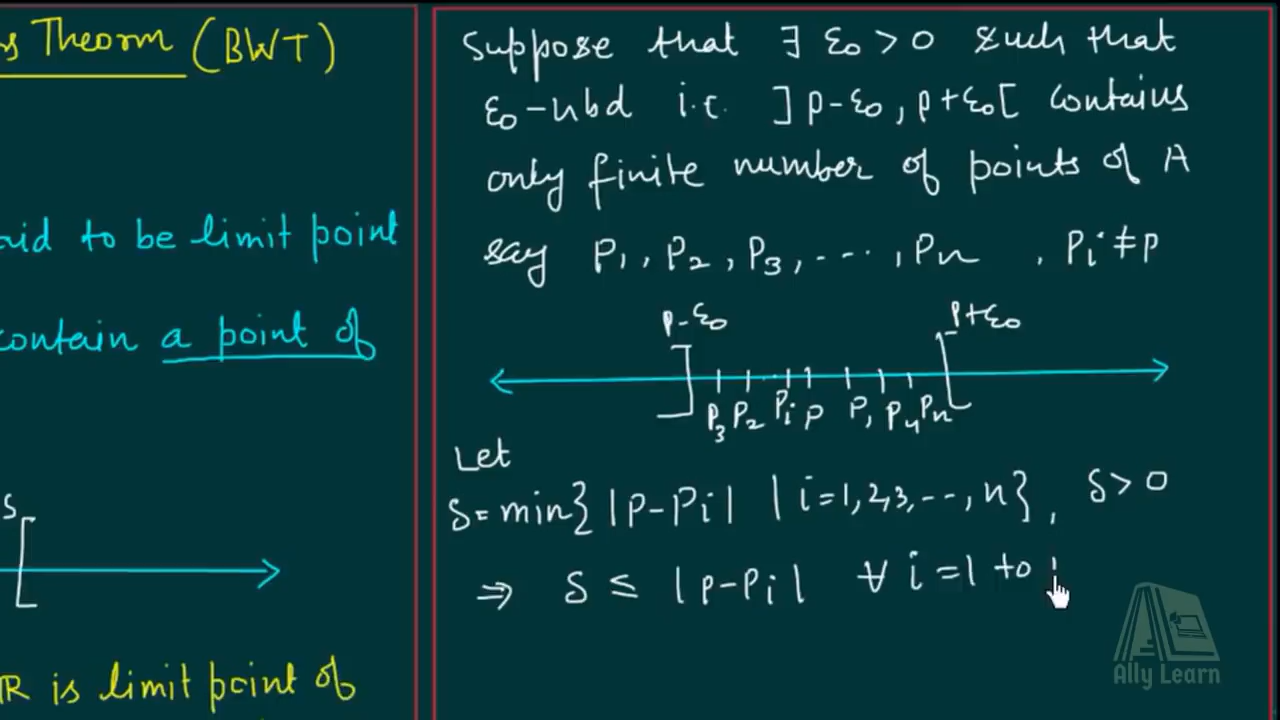 s Theorm (BWT)
aid to be limit point
contain a point of
S
R is limit point of
Suppose that ∃ ε₀ > 0 such that
ε₀-nbd i.e. ]p-ε₀, p+ε₀[ contains
only finite number of points of A
say P₁, P₂, P₃, ..., Pₙ , Pᵢ ≠ p
p-ε₀ p+ε₀
P₃ P₂ Pᵢ p P₁ P₄ Pₙ
Let
δ = min{ |p-Pᵢ| | i=1,2,3,--,n}, δ > 0
⇒ δ ≤ |p-Pᵢ| ∀ i=1 to
Ally Learn